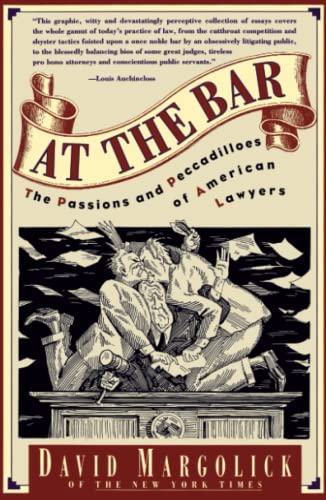 "This graphic, witty and devastatingly perceptive collection of essays covers
the whole gamut of today's practice of law, from the cutthroat competition and
shyster tactics foisted upon a once noble bar by an obsessively litigating public,
to the blessedly balancing bios of some great judges, tireless
pro bono attorneys and conscientious public servants."
—Louis Auchincloss
AT THE BAR
The Passions and Peccadilloes
of American
Lawyers
DAVID MARGOLICK
OF THE NEW YORK TIMES